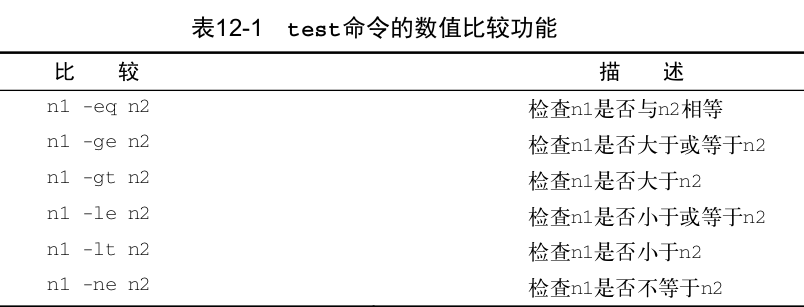 表12-1 test命令的数值比较功能
比 较 描 述
n1 -eq n2 检查n1是否与n2相等
n1 -ge n2 检查n1是否大于或等于n2
n1 -gt n2 检查n1是否大于n2
n1 -le n2 检查n1是否小于或等于n2
n1 -lt n2 检查n1是否小于n2
n1 -ne n2 检查n1是否不等于n2